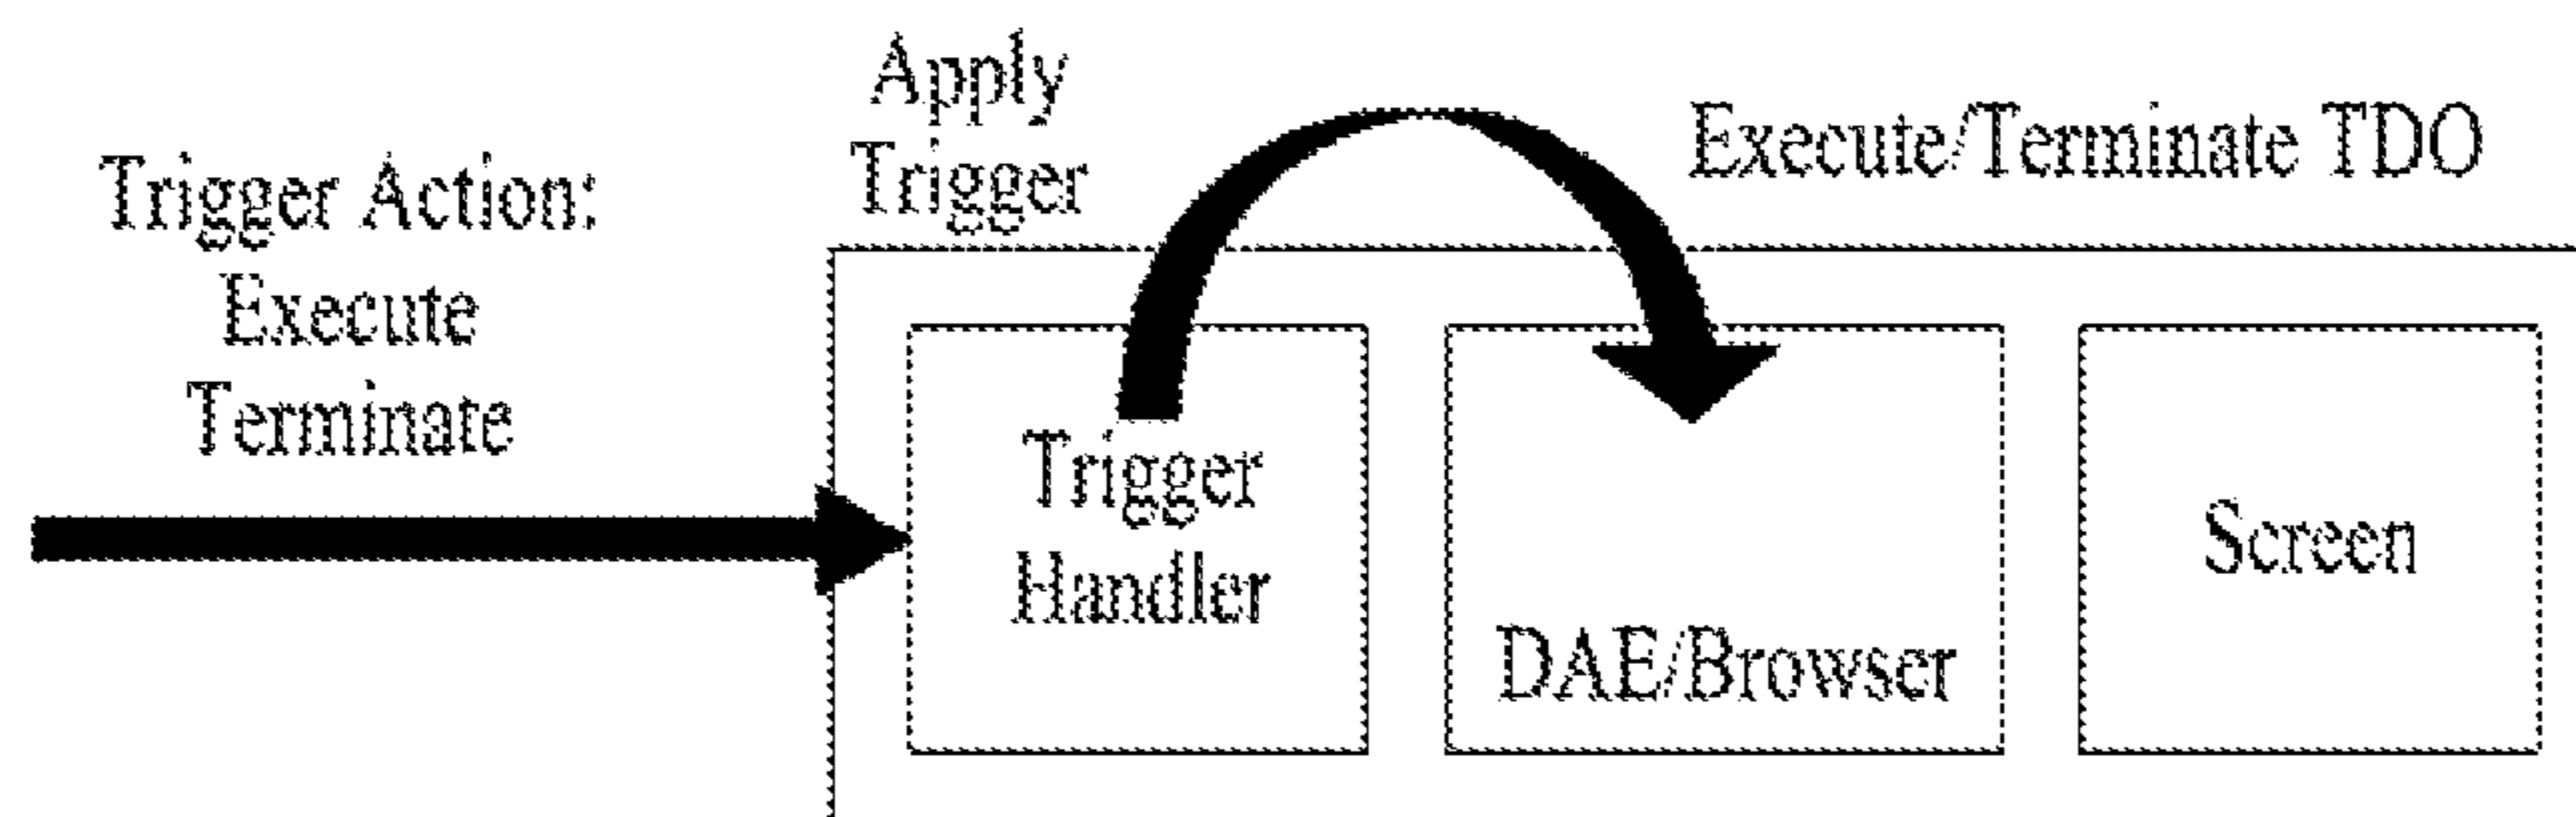 Trigger Action:
Execute
Terminate
Apply
Trigger
Execute/Terminate TDO
Trigger
Handler
DAE/Browser
Screen